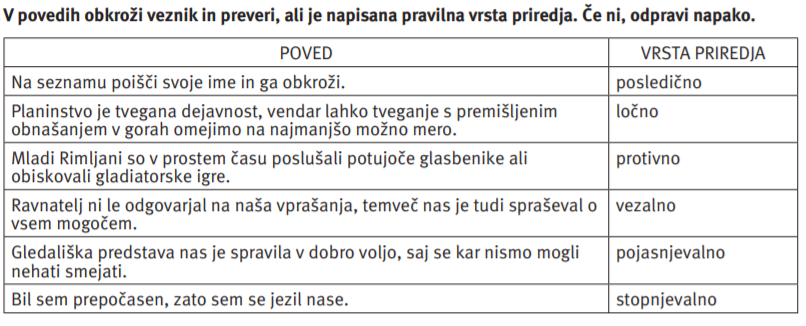 V povedih obkroži veznik in preveri, ali je napisana pravilna vrsta priredja. Če ni, odpravi napako.
POVED VRSTA PRIREDJA
Na seznamu poišči svoje ime in ga obkroži. posledično
Planinstvo je tvegana dejavnost, vendar lahko tveganje s premišljenim ločno
obnašanjem v gorah omejimo na najmanjšo možno mero.
Mladi Rimljani so v prostem času poslušali potujoče glasbenike ali protivno
obiskovali gladiatorske igre.
Ravnatelj ni le odgovarjal na naša vprašanja, temveč nas je tudi spraševal o vezalno
vsem mogočem.
Gledališka predstava nas je spravila v dobro voljo, saj se kar nismo mogli pojasnjevalno
nehati smejati.
Bil sem prepočasen, zato sem se jezil nase. stopnjevalno